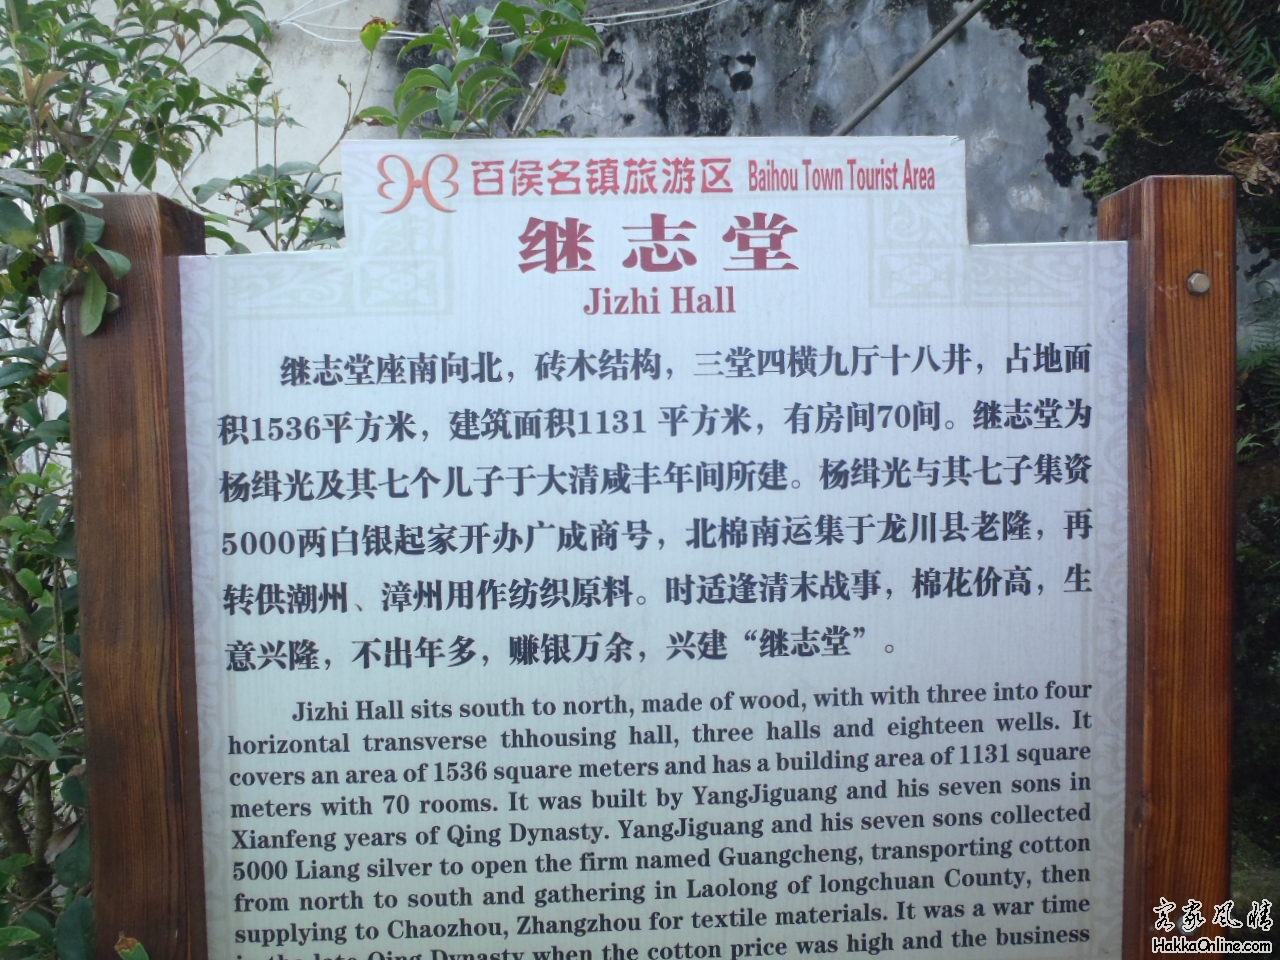 百侯名镇旅游区 Baihou Town Tourist Area
继志堂
Jizhi Hall
继志堂座南向北，砖木结构，三堂四横九厅十八井，占地面
积1536平方米，建筑面积1131 平方米，有房间70间。继志堂为
杨缉光及其七个儿子于大清咸丰年间所建。杨缉光与其七子集资
5000两白银起家开办广成商号，北棉南运集于龙川县老隆，再
转供潮州、漳州用作纺织原料。时适逢清末战事，棉花价高，生
意兴隆，不出年多，赚银万余，兴建“继志堂”。
Jizhi Hall sits south to north, made of wood, with with three into four
horizontal transverse thhousing hall, three halls and eighteen wells. It
covers an area of 1536 square meters and has a building area of 1131 square
meters with 70 rooms. It was built by YangJiguang and his seven sons in
Xianfeng years of Qing Dynasty. YangJiguang and his seven sons collected
5000 Liang silver to open the firm named Guangcheng, transporting cotton
from north to south and gathering in Laolong of longchuan County, then
supplying to Chaozhou, Zhangzhou for textile materials. It was a war time
in the late Qing Dynasty when the cotton price was high and the business
客家风情
HakkaOnline.com